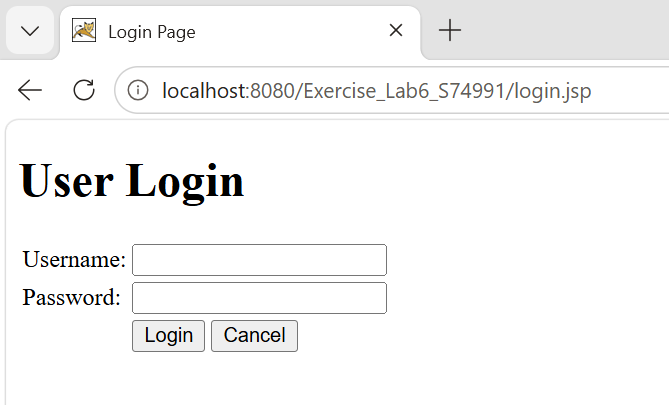 Login Page
localhost:8080/Exercise_Lab6_S74991/login.jsp
User Login
Username:
Password:
Login Cancel